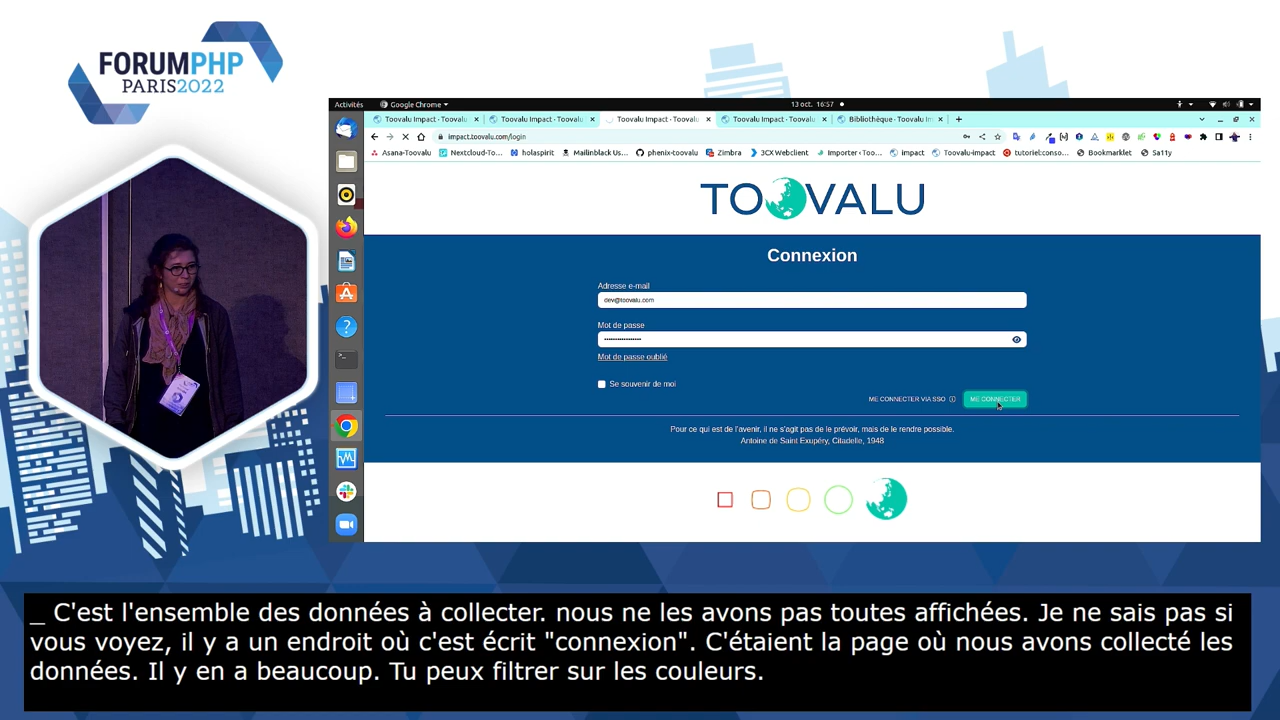 FORUMPHP
PARIS2022
Activités
Google Chrome
13 oct. 16:57
Toovalu Impact · Toovalu
Toovalu Impact · Toovalu
Toovalu Impact · Toovalu
Toovalu Impact · Toovalu
Bibliothèque · Toovalu Im
impact.toovalu.com/login
Asana-Toovalu
Nextcloud-To...
holaspirit
Mailinblack Us...
phenix-toovalu
Zimbra
3CX Webclient
Importer ‹ Too...
impact
Toovalu-impact
tutoriel:conso...
Bookmarklet
Sa11y
TOOVALU
Connexion
Adresse e-mail
dev@toovalu.com
Mot de passe
Mot de passe oublié
Se souvenir de moi
ME CONNECTER VIA SSO
ME CONNECTER
Pour ce qui est de l'avenir, il ne s'agit pas de le prévoir, mais de le rendre possible.
Antoine de Saint Exupéry, Citadelle, 1948
_ C'est l'ensemble des données à collecter. nous ne les avons pas toutes affichées. Je ne sais pas si
vous voyez, il y a un endroit où c'est écrit "connexion". C'étaient la page où nous avons collecté les
données. Il y en a beaucoup. Tu peux filtrer sur les couleurs.